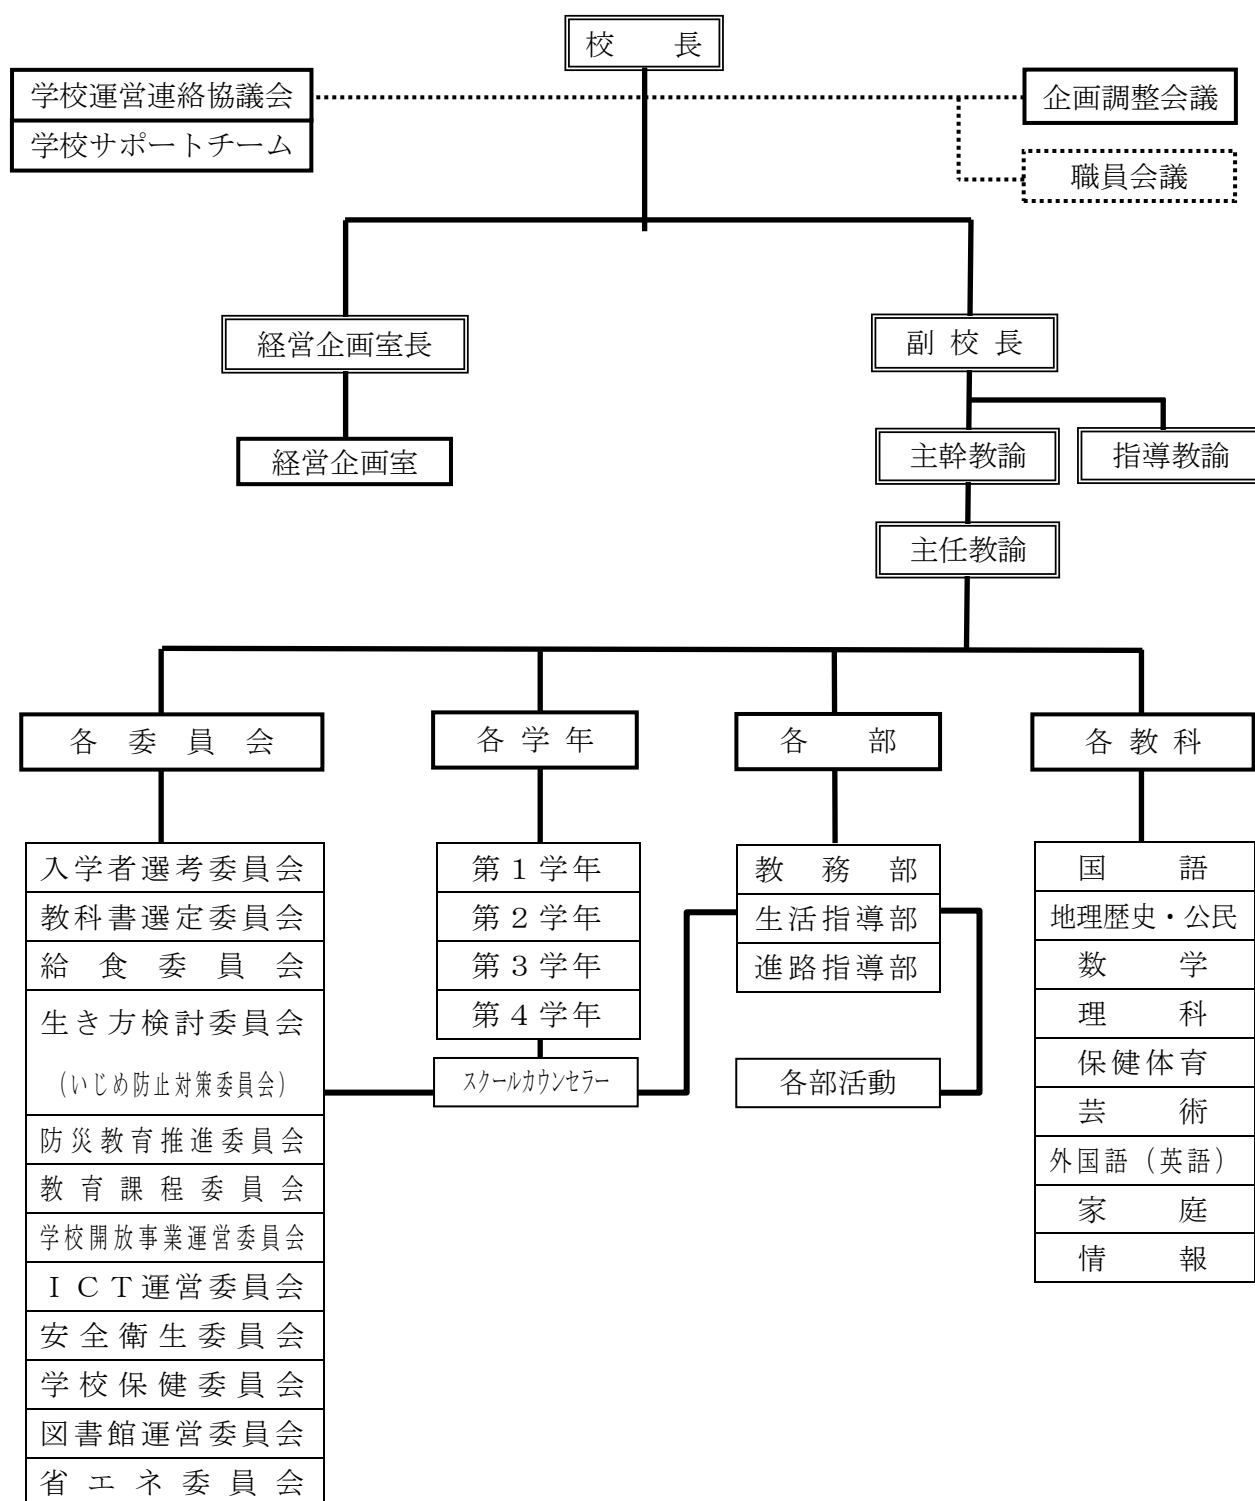 校長
学校運営連絡協議会
学校サポートチーム
企画調整会議
職員会議
経営企画室長
副校長
経営企画室
主幹教諭
指導教諭
主任教諭
各委員会
各学年
各部
各教科
入学者選考委員会
教科書選定委員会
給食委員会
生き方検討委員会
（いじめ防止対策委員会）
防災教育推進委員会
教育課程委員会
学校開放事業運営委員会
ＩＣＴ運営委員会
安全衛生委員会
学校保健委員会
図書館運営委員会
省エネ委員会
第１学年
第２学年
第３学年
第４学年
スクールカウンセラー
教務部
生活指導部
進路指導部
各部活動
国語
地理歴史・公民
数学
理科
保健体育
芸術
外国語（英語）
家庭
情報